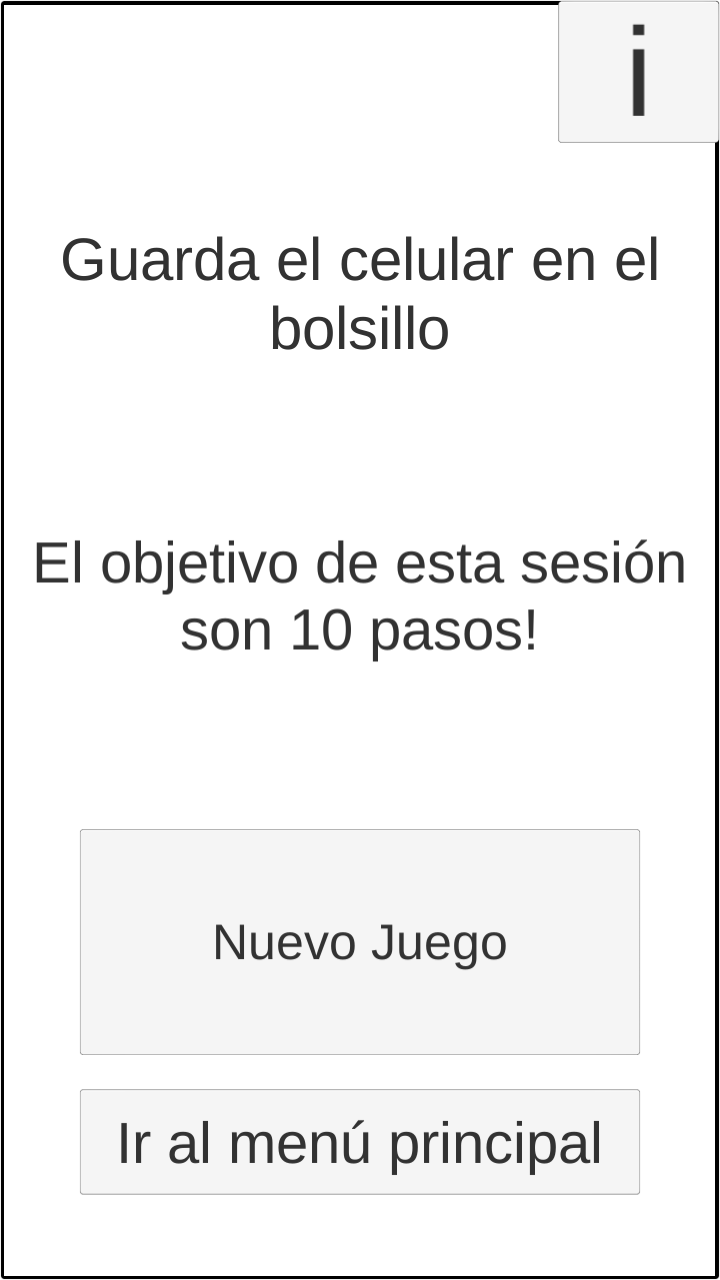 i
Guarda el celular en el
bolsillo
El objetivo de esta sesión
son 10 pasos!
Nuevo Juego
Ir al menú principal